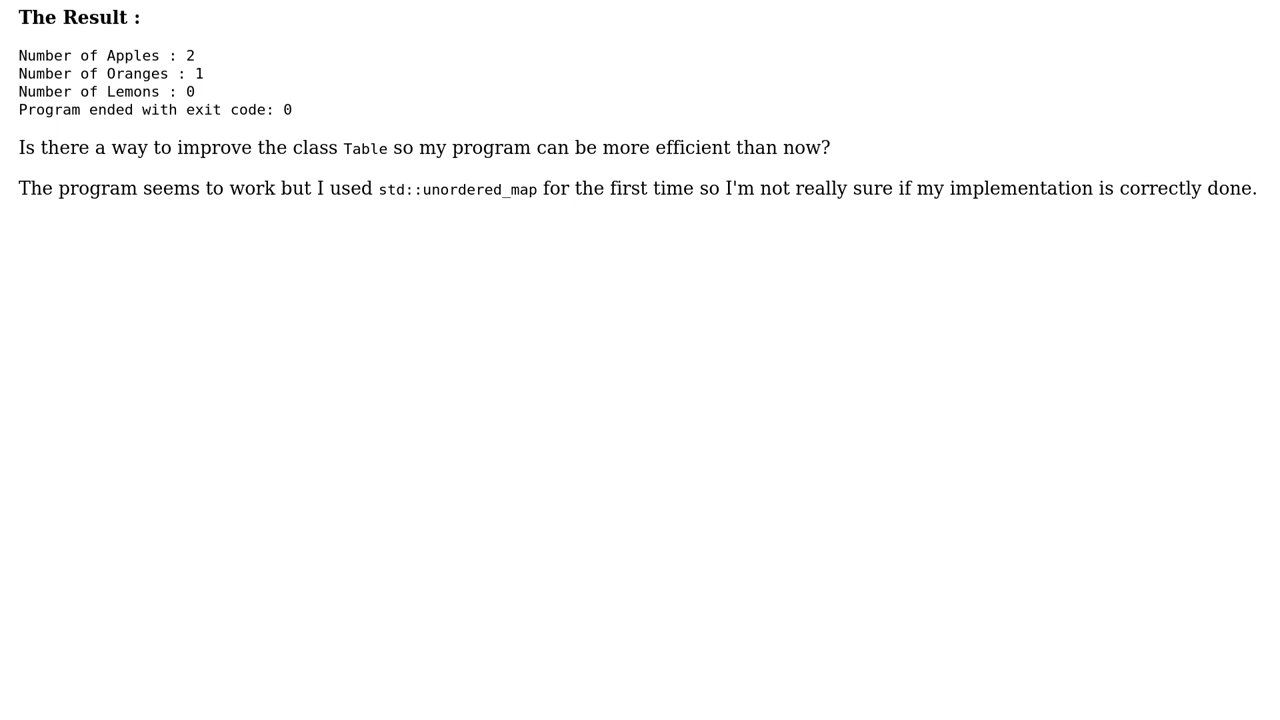 The Result :
Number of Apples : 2
Number of Oranges : 1
Number of Lemons : 0
Program ended with exit code: 0
Is there a way to improve the class Table so my program can be more efficient than now?
The program seems to work but I used std::unordered_map for the first time so I'm not really sure if my implementation is correctly done.